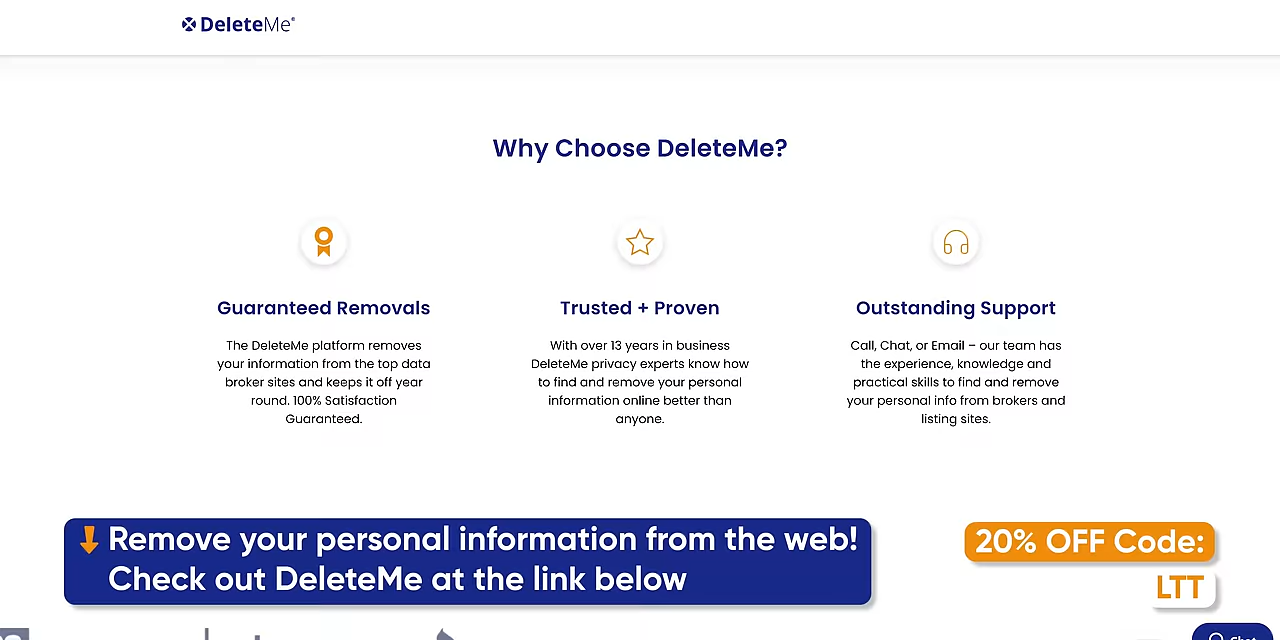 DeleteMe®
Why Choose DeleteMe?
Guaranteed Removals
The DeleteMe platform removes
your information from the top data
broker sites and keeps it off year
round. 100% Satisfaction
Guaranteed.
Trusted + Proven
With over 13 years in business
DeleteMe privacy experts know how
to find and remove your personal
information online better than
anyone.
Outstanding Support
Call, Chat, or Email – our team has
the experience, knowledge and
practical skills to find and remove
your personal info from brokers and
listing sites.
Remove your personal information from the web!
Check out DeleteMe at the link below
20% OFF Code:
LTT
Chat